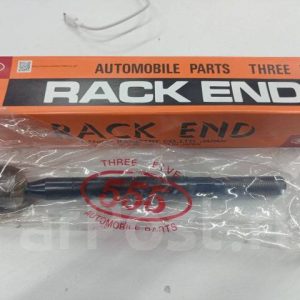 AUTOMOBILE PARTS THREE
RACK END
RACK END
THREE FIVE
555
AUTOMOBILE PARTS